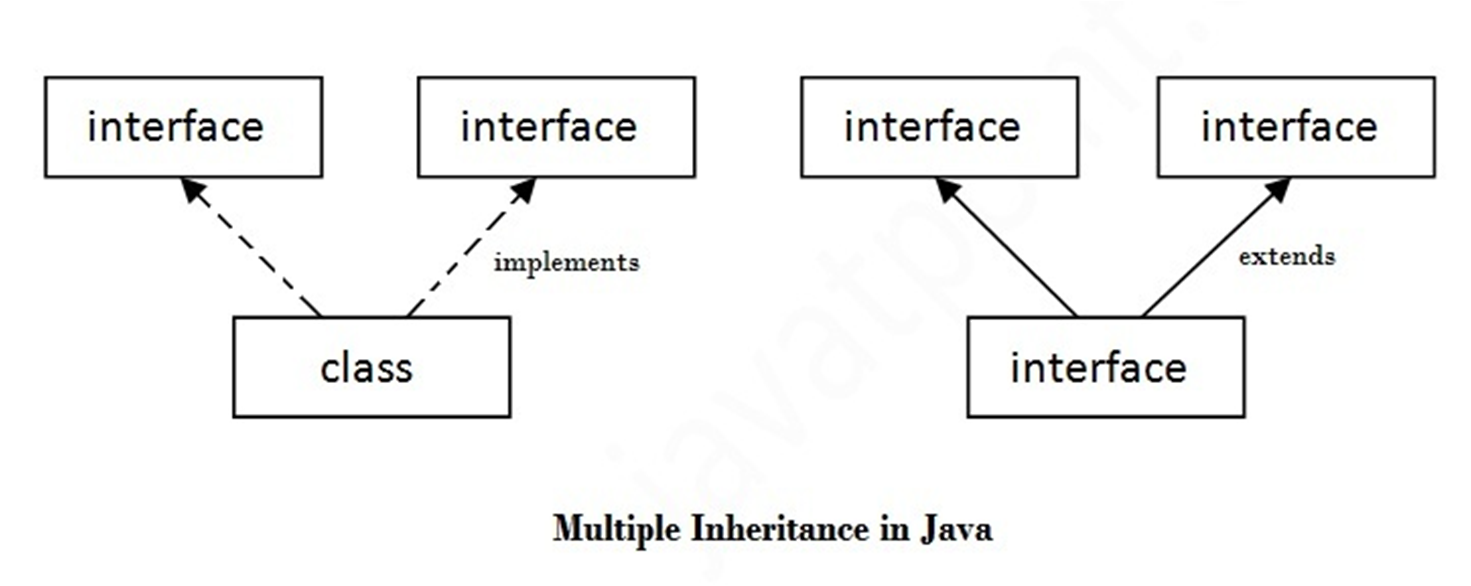 interface interface interface interface
implements extends
class interface
Multiple Inheritance in Java